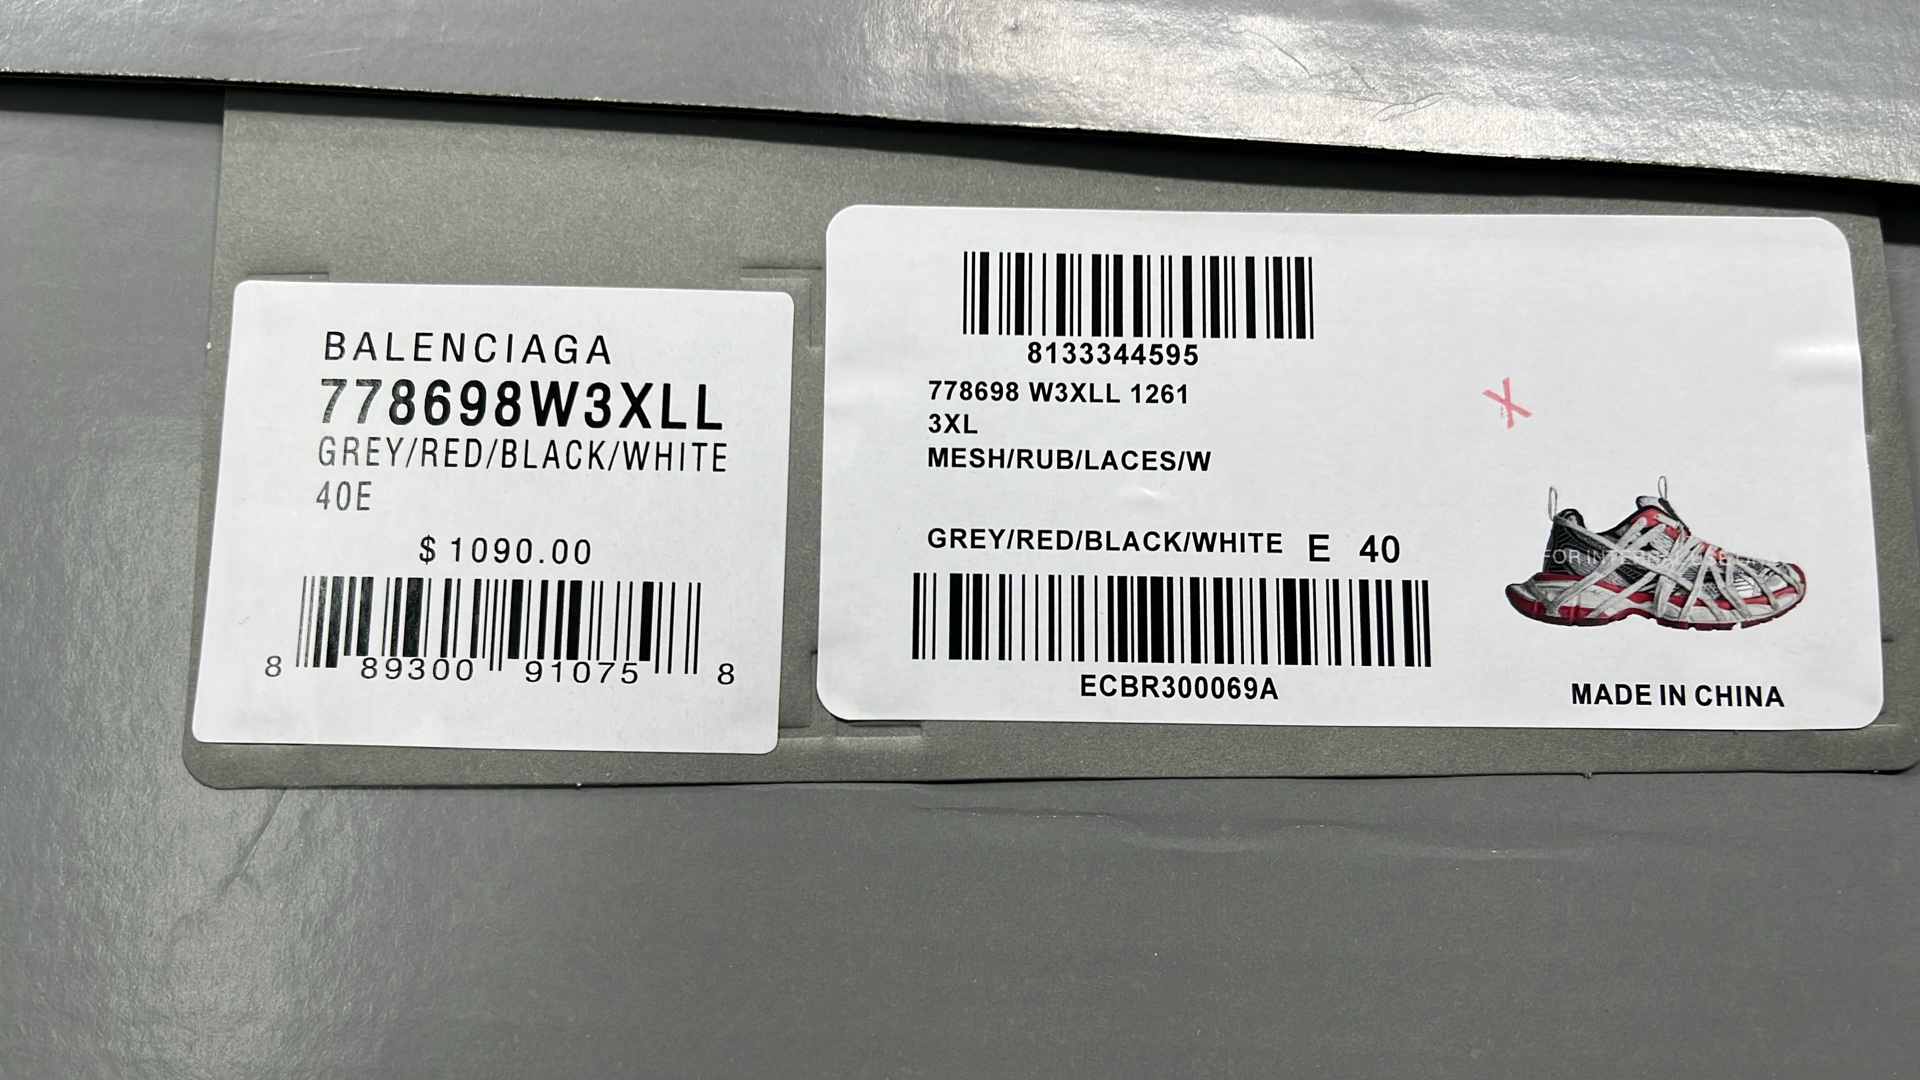 BALENCIAGA
778698W3XLL
GREY/RED/BLACK/WHITE
40E
$ 1090.00
8 89300 91075 8
8133344595
778698 W3XLL 1261
3XL
MESH/RUB/LACES/W
GREY/RED/BLACK/WHITE E 40
ECBR300069A
FOR
MADE IN CHINA